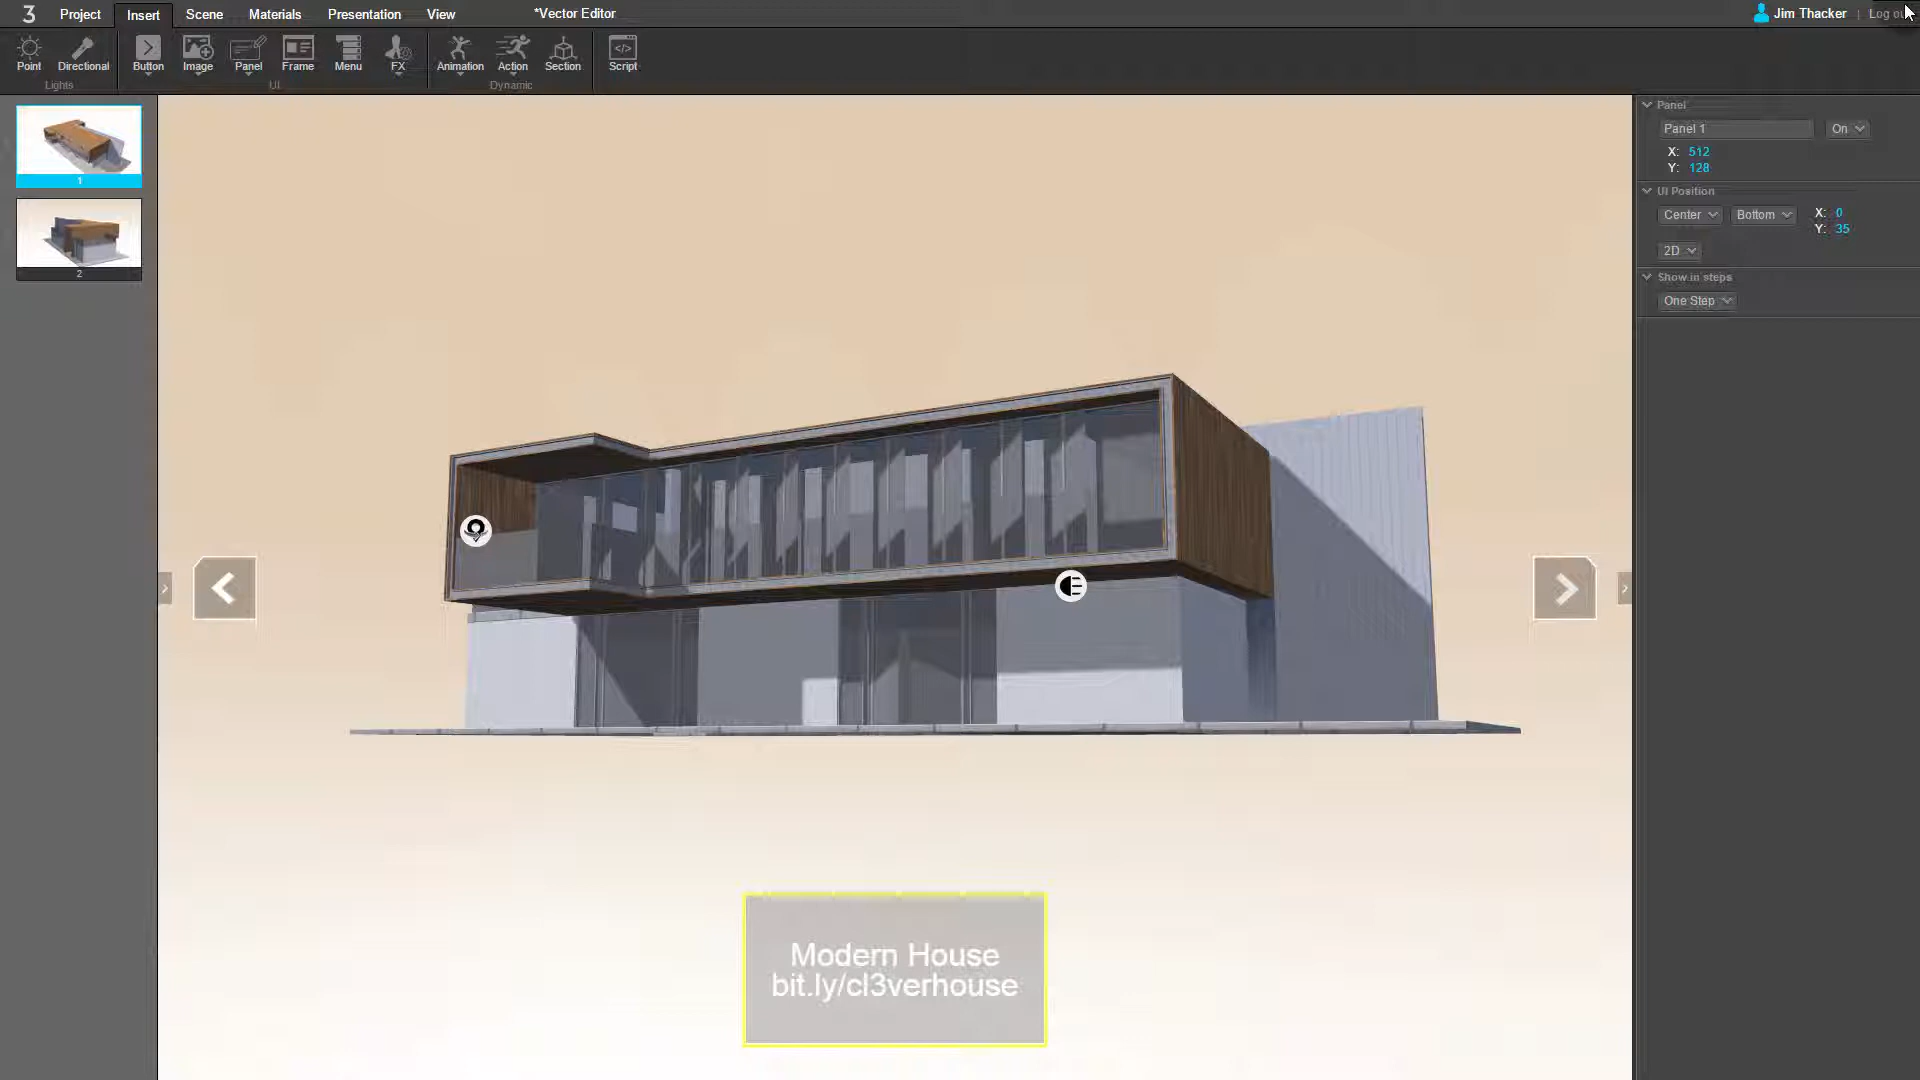 3 Project Insert Scene Materials Presentation View *Vector Editor Jim Thacker | Log ou
Point Directional Button Image Panel Frame Menu FX Animation Action Section Script
Lights UI Dynamic
1
2
Panel
Panel 1 On
X: 512
Y: 128
UI Position
Center Bottom X: 0
Y: 35
2D
Show in steps
One Step
Modern House
bit.ly/cl3verhouse